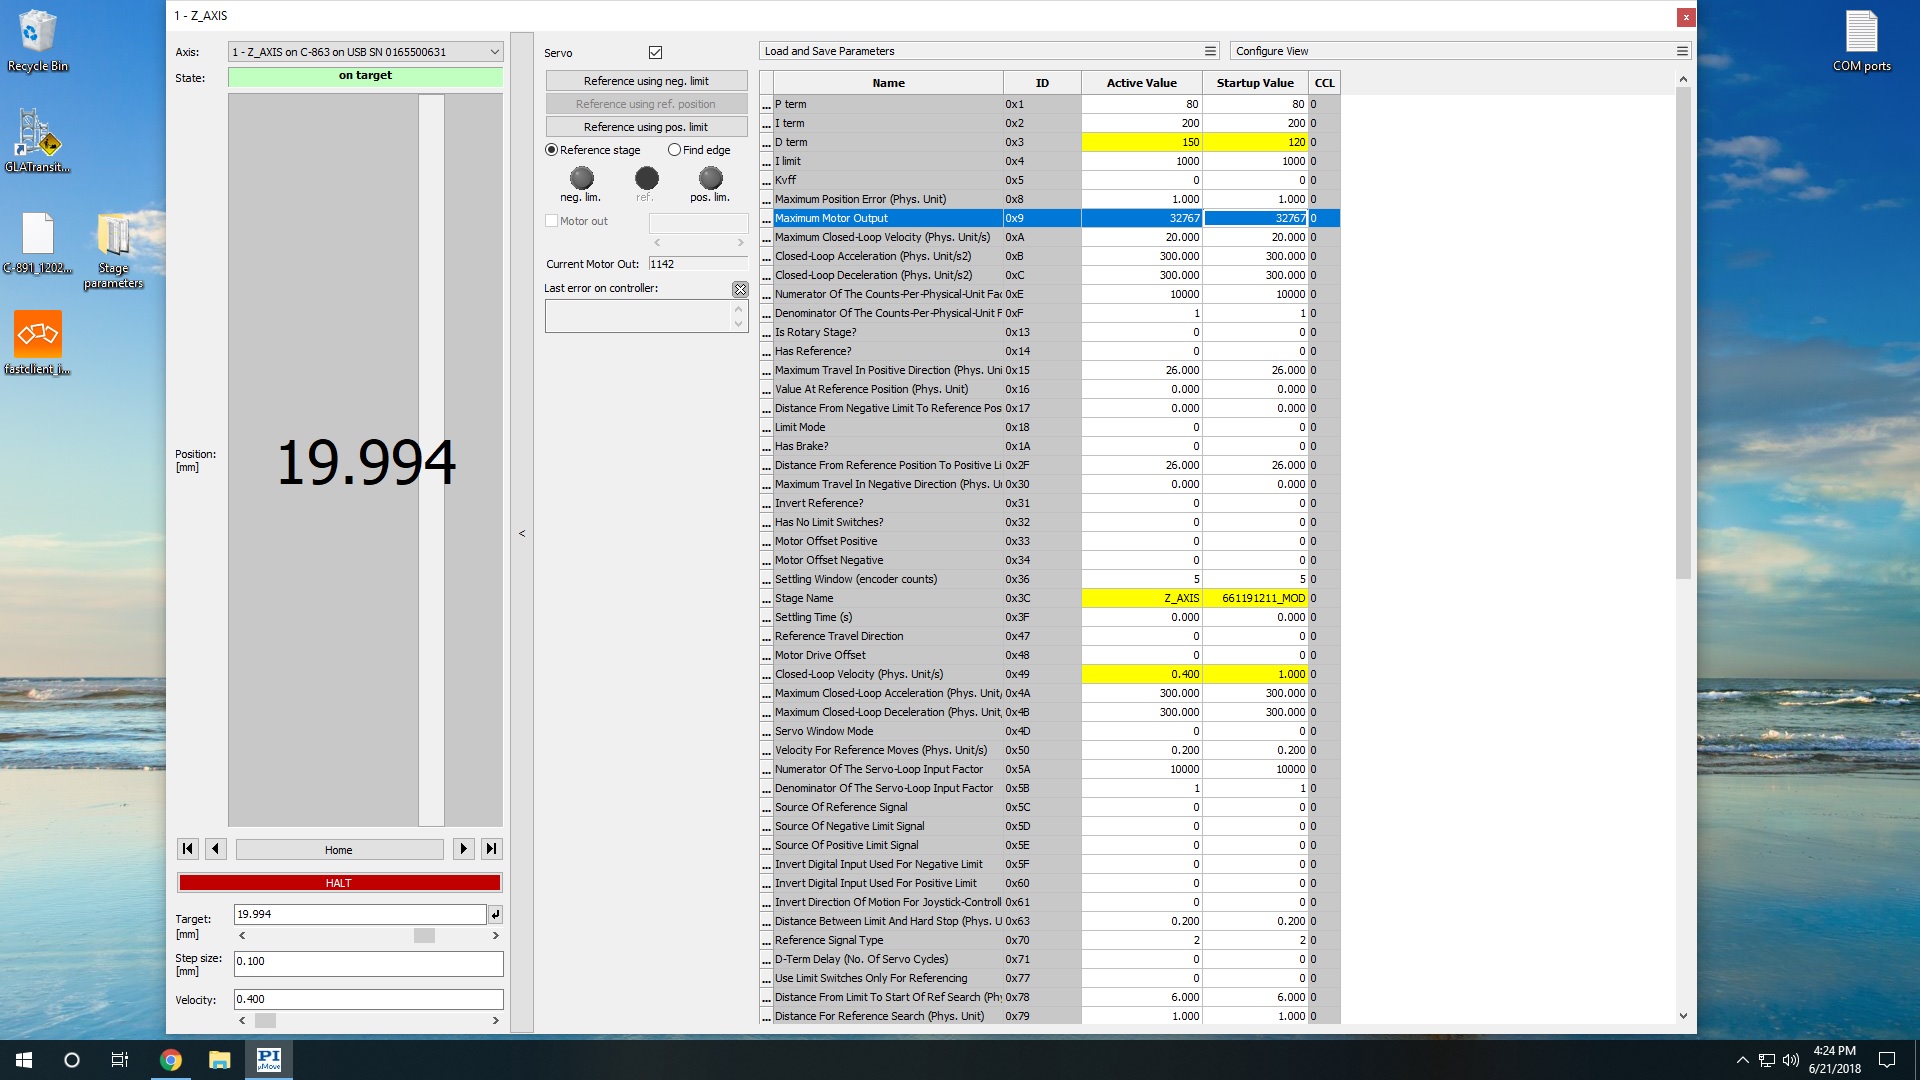 1 - Z_AXIS
x
Recycle Bin
GLATransit...
C-891_1202...
Stage parameters
fastclient_i...
COM ports
Axis:
1 - Z_AXIS on C-863 on USB SN 0165500631
State:
on target
Position:
[mm]
19.994
Home
HALT
Target:
[mm]
19.994
Step size:
[mm]
0.100
Velocity:
0.400
<
Servo
Reference using neg. limit
Reference using ref. position
Reference using pos. limit
Reference stage
Find edge
neg. lim.
ref.
pos. lim.
Motor out
Current Motor Out:
1142
Last error on controller:
Load and Save Parameters
Configure View
Name ID Active Value Startup Value CCL
... P term 0x1 80 80 0
... I term 0x2 200 200 0
... D term 0x3 150 120 0
... I limit 0x4 1000 1000 0
... Kvff 0x5 0 0 0
... Maximum Position Error (Phys. Unit) 0x8 1.000 1.000 0
... Maximum Motor Output 0x9 32767 32767 0
... Maximum Closed-Loop Velocity (Phys. Unit/s) 0xA 20.000 20.000 0
... Closed-Loop Acceleration (Phys. Unit/s2) 0xB 300.000 300.000 0
... Closed-Loop Deceleration (Phys. Unit/s2) 0xC 300.000 300.000 0
... Numerator Of The Counts-Per-Physical-Unit Fac 0xE 10000 10000 0
... Denominator Of The Counts-Per-Physical-Unit F 0xF 1 1 0
... Is Rotary Stage? 0x13 0 0 0
... Has Reference? 0x14 0 0 0
... Maximum Travel In Positive Direction (Phys. Uni 0x15 26.000 26.000 0
... Value At Reference Position (Phys. Unit) 0x16 0.000 0.000 0
... Distance From Negative Limit To Reference Pos 0x17 0.000 0.000 0
... Limit Mode 0x18 0 0 0
... Has Brake? 0x1A 0 0 0
... Distance From Reference Position To Positive Li 0x2F 26.000 26.000 0
... Maximum Travel In Negative Direction (Phys. U 0x30 0.000 0.000 0
... Invert Reference? 0x31 0 0 0
... Has No Limit Switches? 0x32 0 0 0
... Motor Offset Positive 0x33 0 0 0
... Motor Offset Negative 0x34 0 0 0
... Settling Window (encoder counts) 0x36 5 5 0
... Stage Name 0x3C Z_AXIS 661191211_MOD 0
... Settling Time (s) 0x3F 0.000 0.000 0
... Reference Travel Direction 0x47 0 0 0
... Motor Drive Offset 0x48 0 0 0
... Closed-Loop Velocity (Phys. Unit/s) 0x49 0.400 1.000 0
... Maximum Closed-Loop Acceleration (Phys. Unit/ 0x4A 300.000 300.000 0
... Maximum Closed-Loop Deceleration (Phys. Unit, 0x4B 300.000 300.000 0
... Servo Window Mode 0x4D 0 0 0
... Velocity For Reference Moves (Phys. Unit/s) 0x50 0.200 0.200 0
... Numerator Of The Servo-Loop Input Factor 0x5A 10000 10000 0
... Denominator Of The Servo-Loop Input Factor 0x5B 1 1 0
... Source Of Reference Signal 0x5C 0 0 0
... Source Of Negative Limit Signal 0x5D 0 0 0
... Source Of Positive Limit Signal 0x5E 0 0 0
... Invert Digital Input Used For Negative Limit 0x5F 0 0 0
... Invert Digital Input Used For Positive Limit 0x60 0 0 0
... Invert Direction Of Motion For Joystick-Controll 0x61 0 0 0
... Distance Between Limit And Hard Stop (Phys. U 0x63 0.200 0.200 0
... Reference Signal Type 0x70 2 2 0
... D-Term Delay (No. Of Servo Cycles) 0x71 0 0 0
... Use Limit Switches Only For Referencing 0x77 0 0 0
... Distance From Limit To Start Of Ref Search (Phy 0x78 6.000 6.000 0
... Distance For Reference Search (Phys. Unit) 0x79 1.000 1.000 0
PI
µMove
4:24 PM
6/21/2018